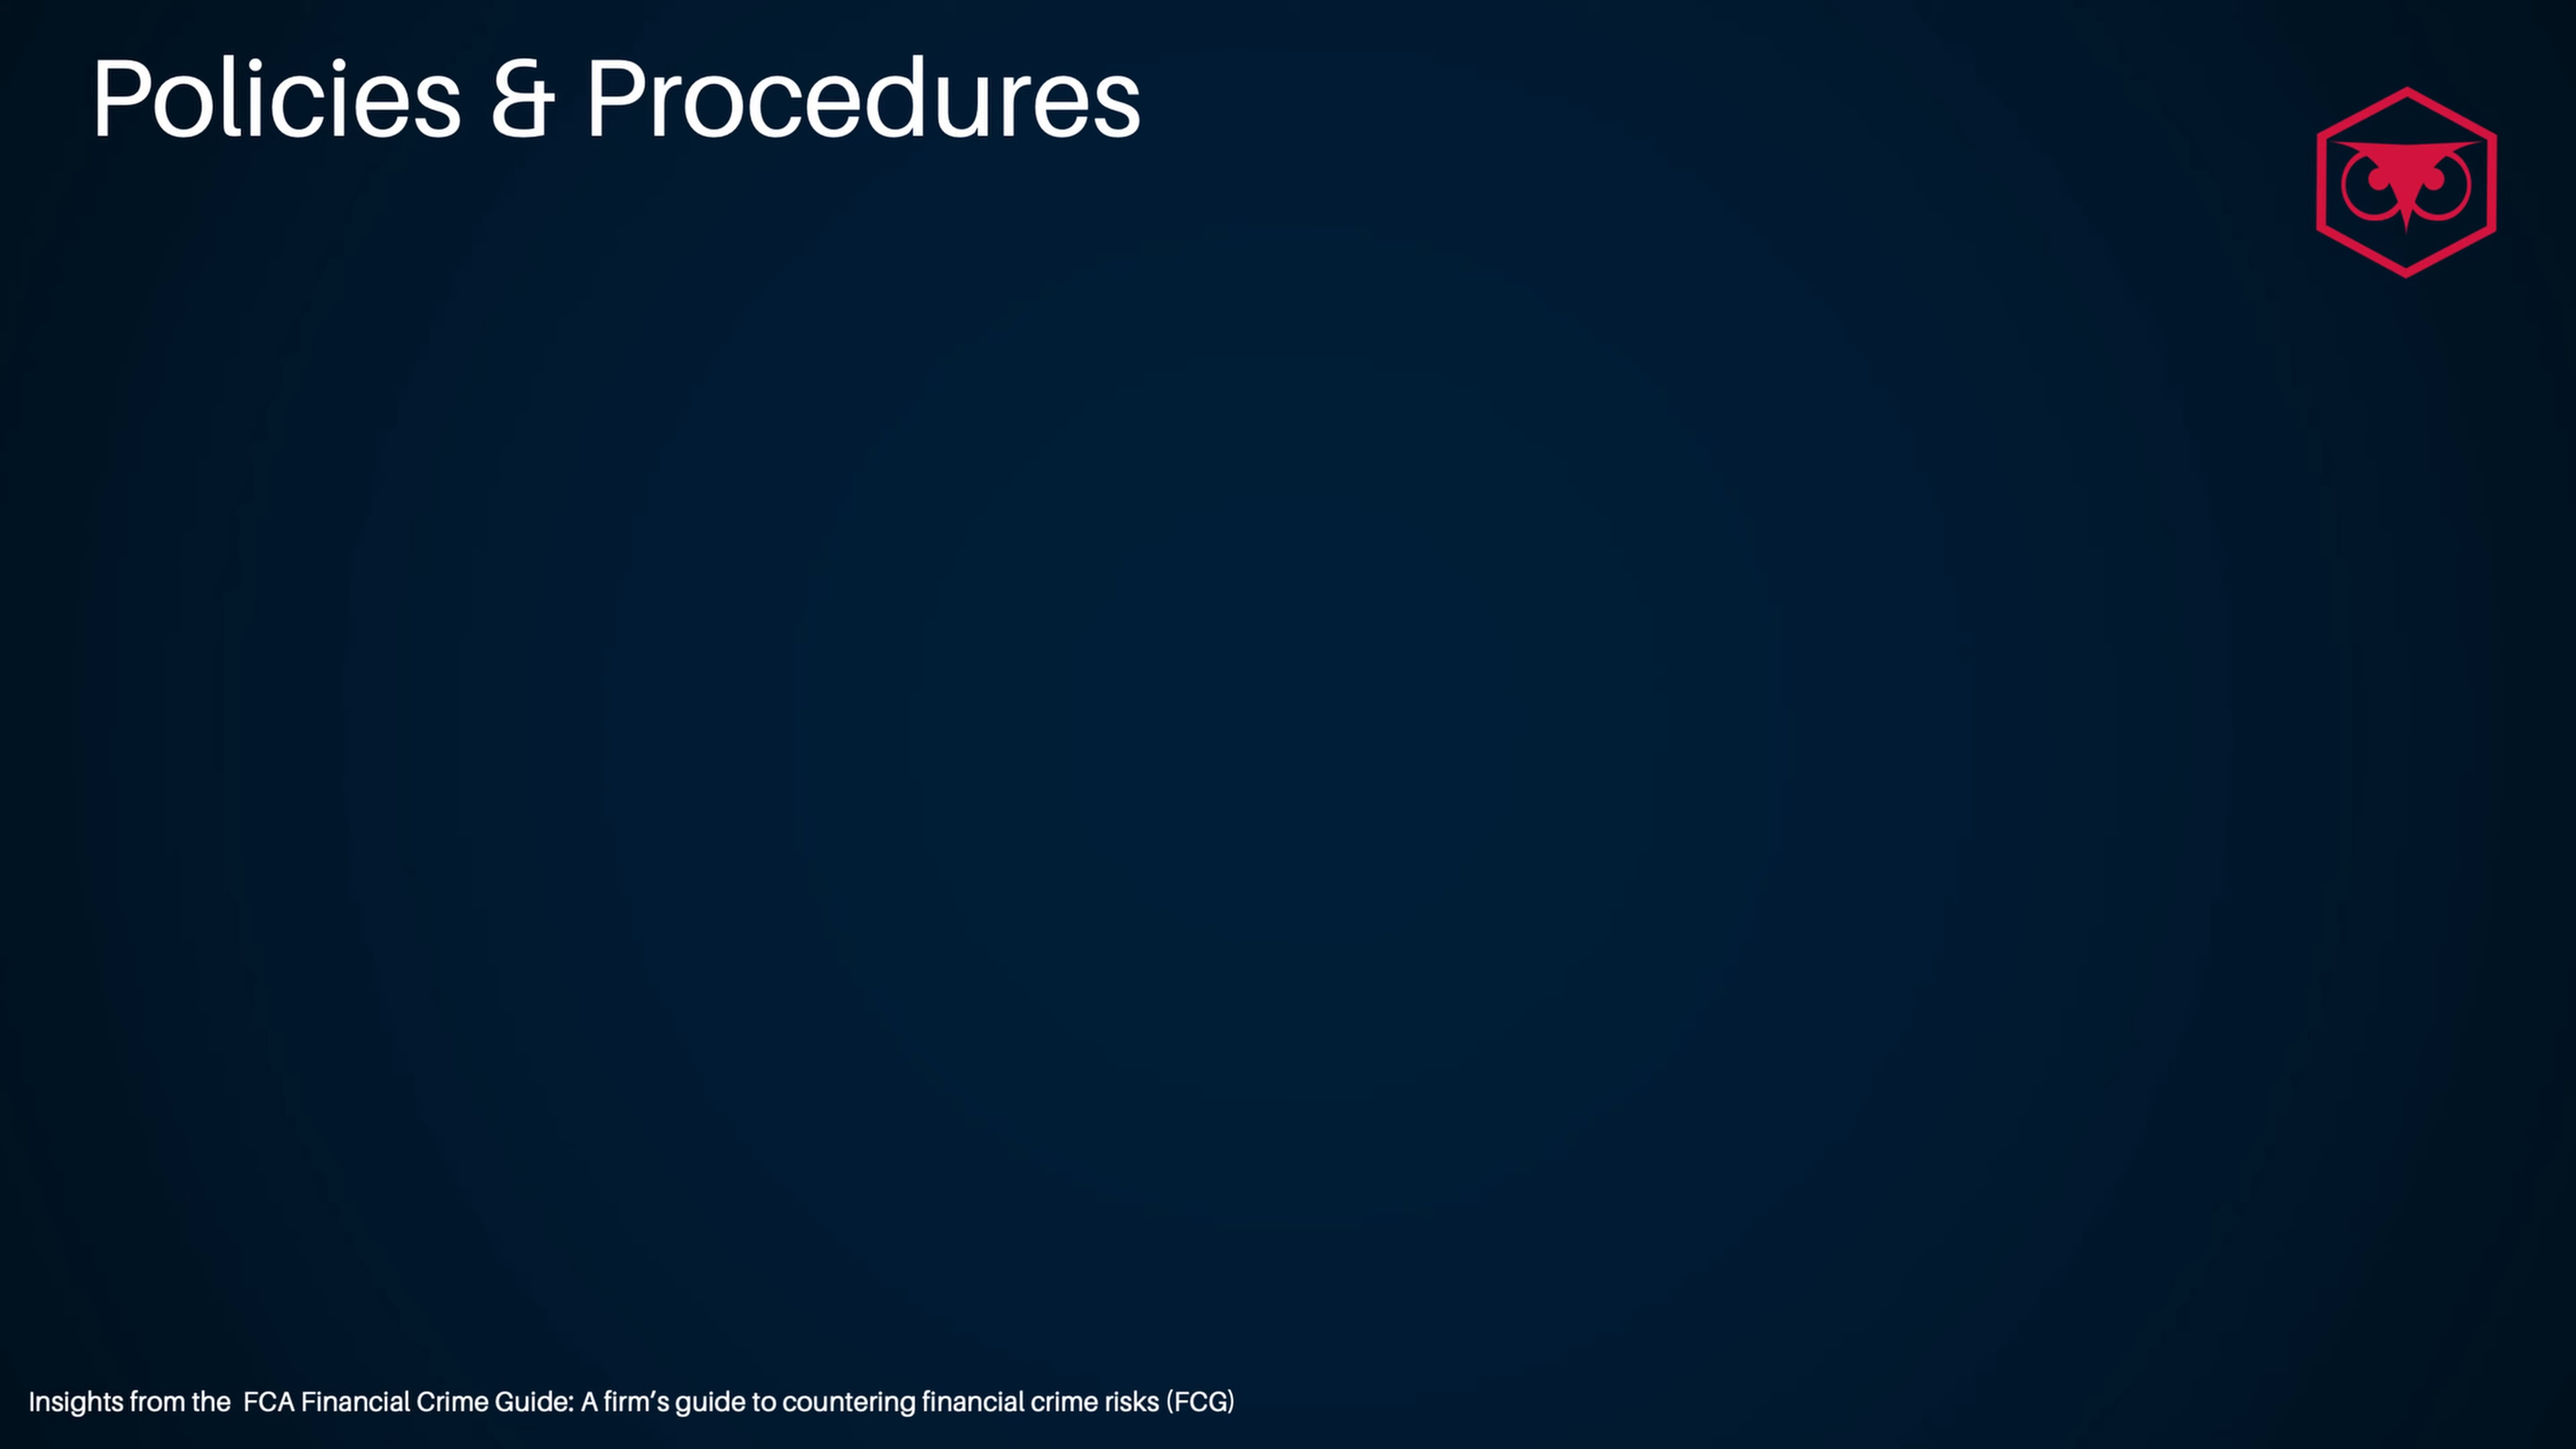 Policies & Procedures
Insights from the  FCA Financial Crime Guide: A firm’s guide to countering financial crime risks (FCG)